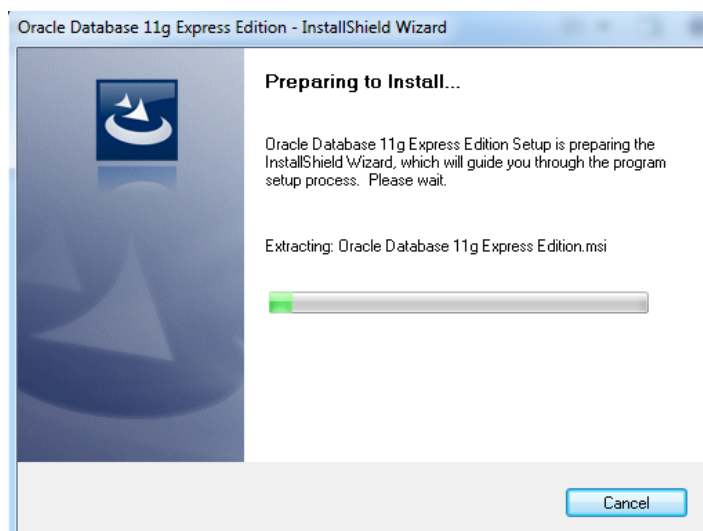 Oracle Database 11g Express Edition - InstallShield Wizard
Preparing to Install...
Oracle Database 11g Express Edition Setup is preparing the
InstallShield Wizard, which will guide you through the program
setup process. Please wait.
Extracting: Oracle Database 11g Express Edition.msi
Cancel